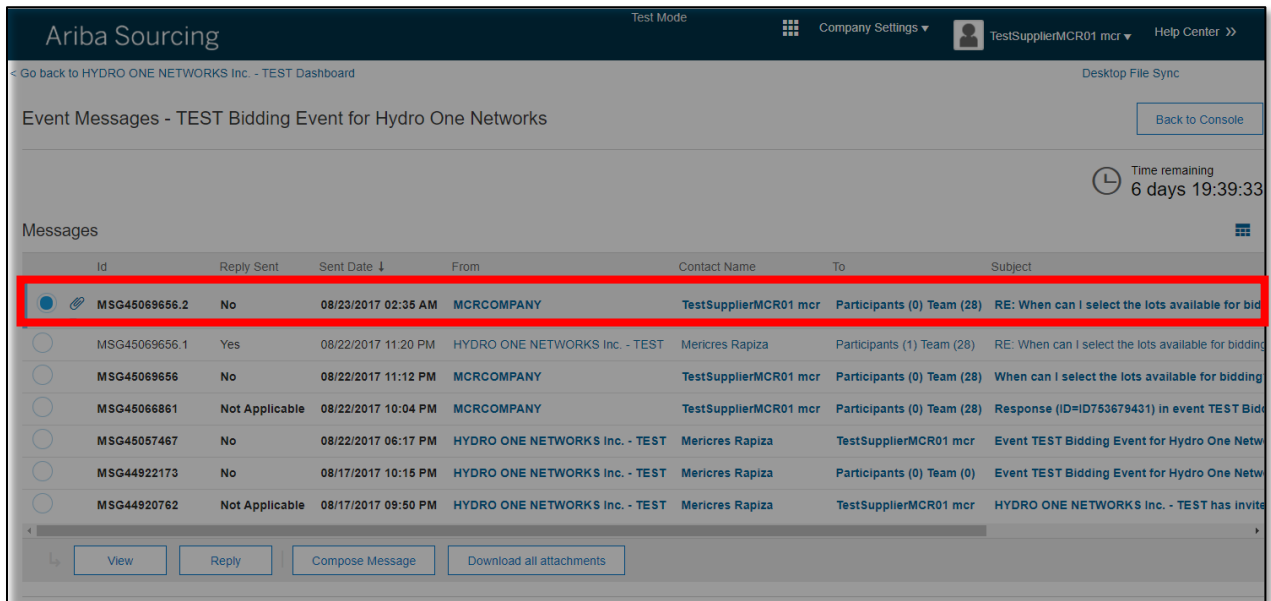 Test Mode
Ariba Sourcing
Company Settings ▾
TestSupplierMCR01 mcr ▾
Help Center >>
< Go back to HYDRO ONE NETWORKS Inc. - TEST Dashboard
Desktop File Sync
Event Messages - TEST Bidding Event for Hydro One Networks
Back to Console
Time remaining
6 days 19:39:33
Messages
Id Reply Sent Sent Date ↓ From Contact Name To Subject
MSG45069656.2 No 08/23/2017 02:35 AM MCRCOMPANY TestSupplierMCR01 mcr Participants (0) Team (28) RE: When can I select the lots available for bid
MSG45069656.1 Yes 08/22/2017 11:20 PM HYDRO ONE NETWORKS Inc. - TEST Mericres Rapiza Participants (1) Team (28) RE: When can I select the lots available for bidding
MSG45069656 No 08/22/2017 11:12 PM MCRCOMPANY TestSupplierMCR01 mcr Participants (0) Team (28) When can I select the lots available for bidding
MSG45066861 Not Applicable 08/22/2017 10:04 PM MCRCOMPANY TestSupplierMCR01 mcr Participants (0) Team (28) Response (ID=ID753679431) in event TEST Bid
MSG45057467 No 08/22/2017 06:17 PM HYDRO ONE NETWORKS Inc. - TEST Mericres Rapiza TestSupplierMCR01 mcr Event TEST Bidding Event for Hydro One Netw
MSG44922173 No 08/17/2017 10:15 PM HYDRO ONE NETWORKS Inc. - TEST Mericres Rapiza Participants (0) Team (0) Event TEST Bidding Event for Hydro One Netw
MSG44920762 Not Applicable 08/17/2017 09:50 PM HYDRO ONE NETWORKS Inc. - TEST Mericres Rapiza TestSupplierMCR01 mcr HYDRO ONE NETWORKS Inc. - TEST has invite
View Reply Compose Message Download all attachments